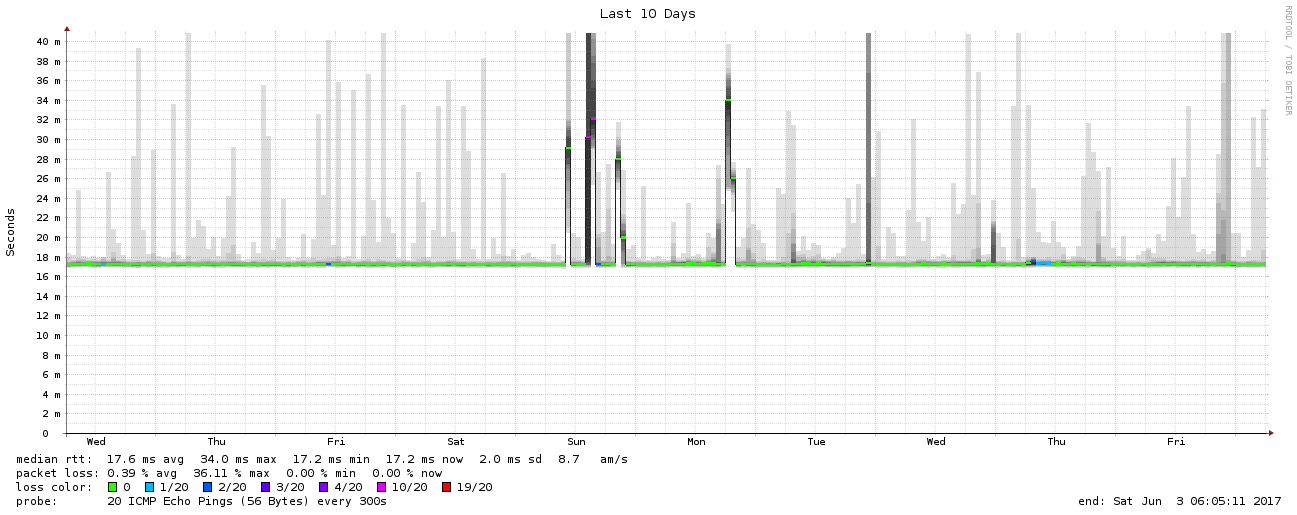 Last 10 Days
RRDTOOL / TOBI OETIKER
Seconds
40 m
38 m
36 m
34 m
32 m
30 m
28 m
26 m
24 m
22 m
20 m
18 m
16 m
14 m
12 m
10 m
8 m
6 m
4 m
2 m
0
Wed Thu Fri Sat Sun Mon Tue Wed Thu Fri
median rtt: 17.6 ms avg 34.0 ms max 17.2 ms min 17.2 ms now 2.0 ms sd 8.7 am/s
packet loss: 0.39 % avg 36.11 % max 0.00 % min 0.00 % now
loss color: 0 1/20 2/20 3/20 4/20 10/20 19/20
probe: 20 ICMP Echo Pings (56 Bytes) every 300s end: Sat Jun 3 06:05:11 2017